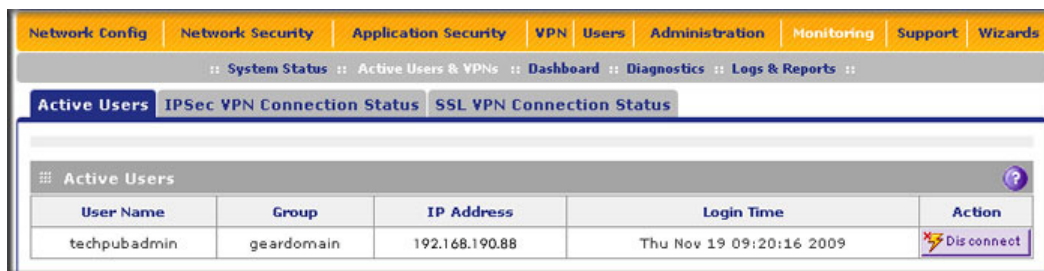 Network Config Network Security Application Security VPN Users Administration Monitoring Support Wizards
:: System Status :: Active Users & VPNs :: Dashboard :: Diagnostics :: Logs & Reports ::
Active Users IPSec VPN Connection Status SSL VPN Connection Status
Active Users ?
User Name Group IP Address Login Time Action
techpubadmin geardomain 192.168.190.88 Thu Nov 19 09:20:16 2009 Disconnect